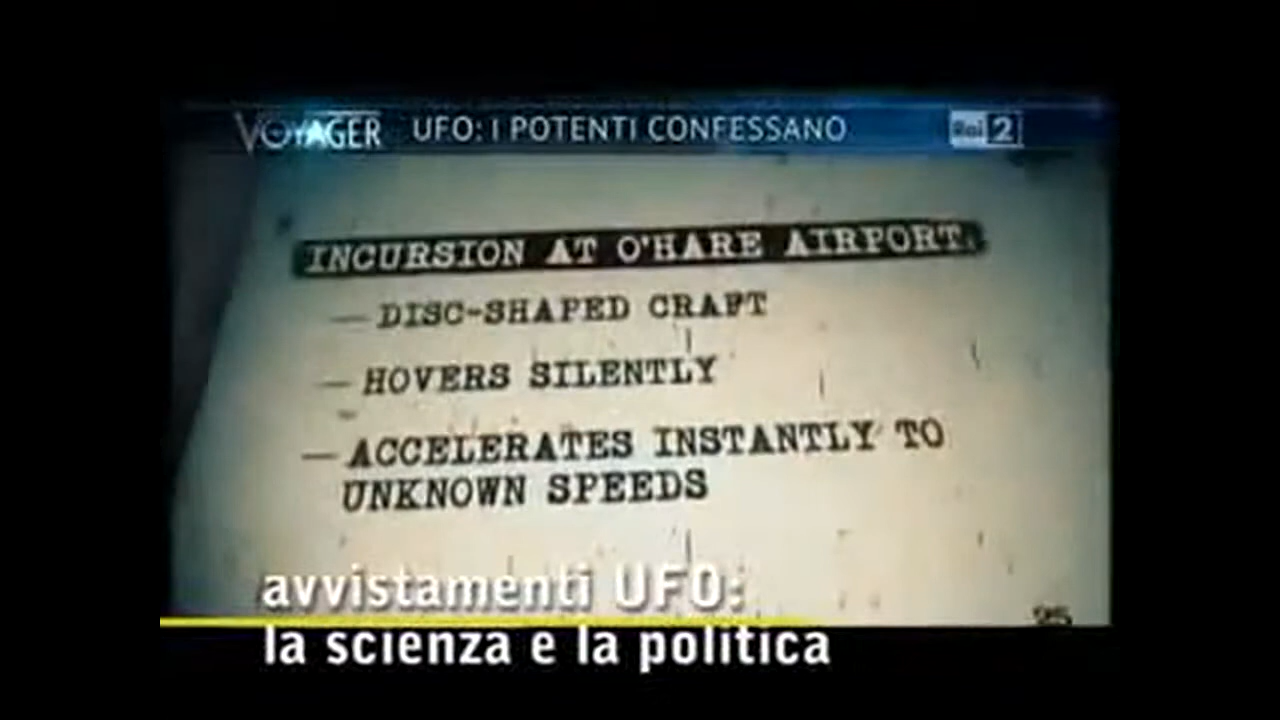 VOYAGER UFO: I POTENTI CONFESSANO Rai 2
INCURSION AT O'HARE AIRPORT.
— DISC-SHAPED CRAFT
— HOVERS SILENTLY
— ACCELERATES INSTANTLY TO
UNKNOWN SPEEDS
avvistamenti UFO:
la scienza e la politica